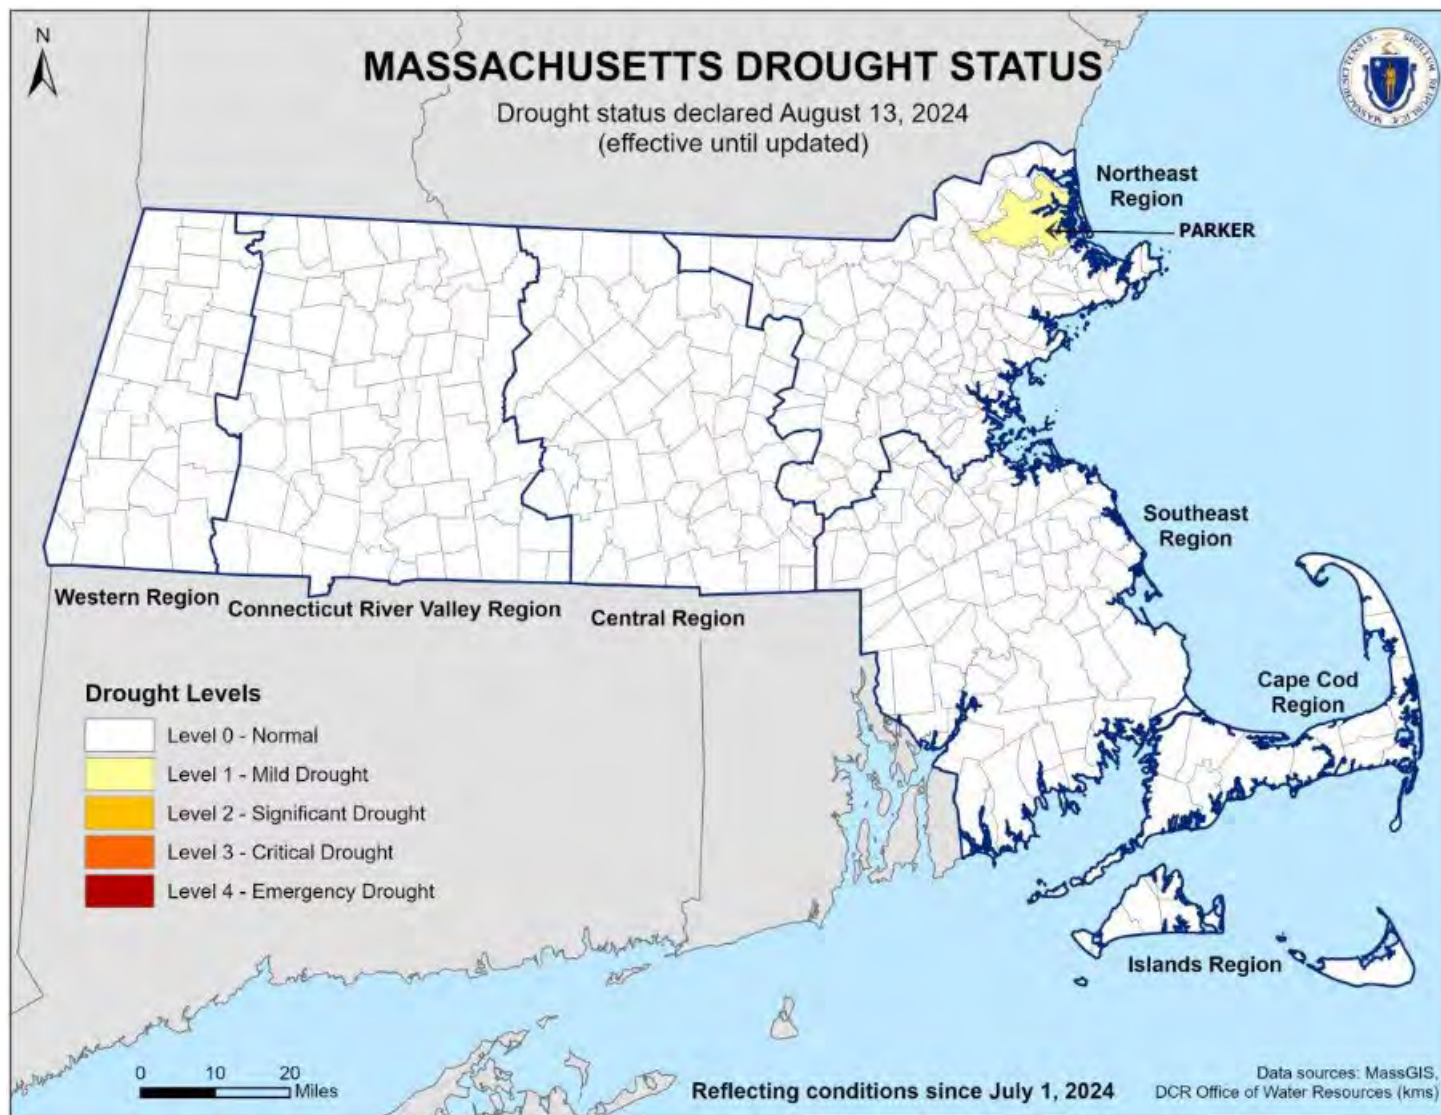 N
MASSACHUSETTS DROUGHT STATUS
Drought status declared August 13, 2024
(effective until updated)
Northeast
Region
PARKER
Southeast
Region
Western Region
Connecticut River Valley Region
Central Region
Cape Cod
Region
Drought Levels
Level 0 - Normal
Level 1 - Mild Drought
Level 2 - Significant Drought
Level 3 - Critical Drought
Level 4 - Emergency Drought
Islands Region
0 10 20
Miles
Reflecting conditions since July 1, 2024
Data sources: MassGIS,
DCR Office of Water Resources (kms)